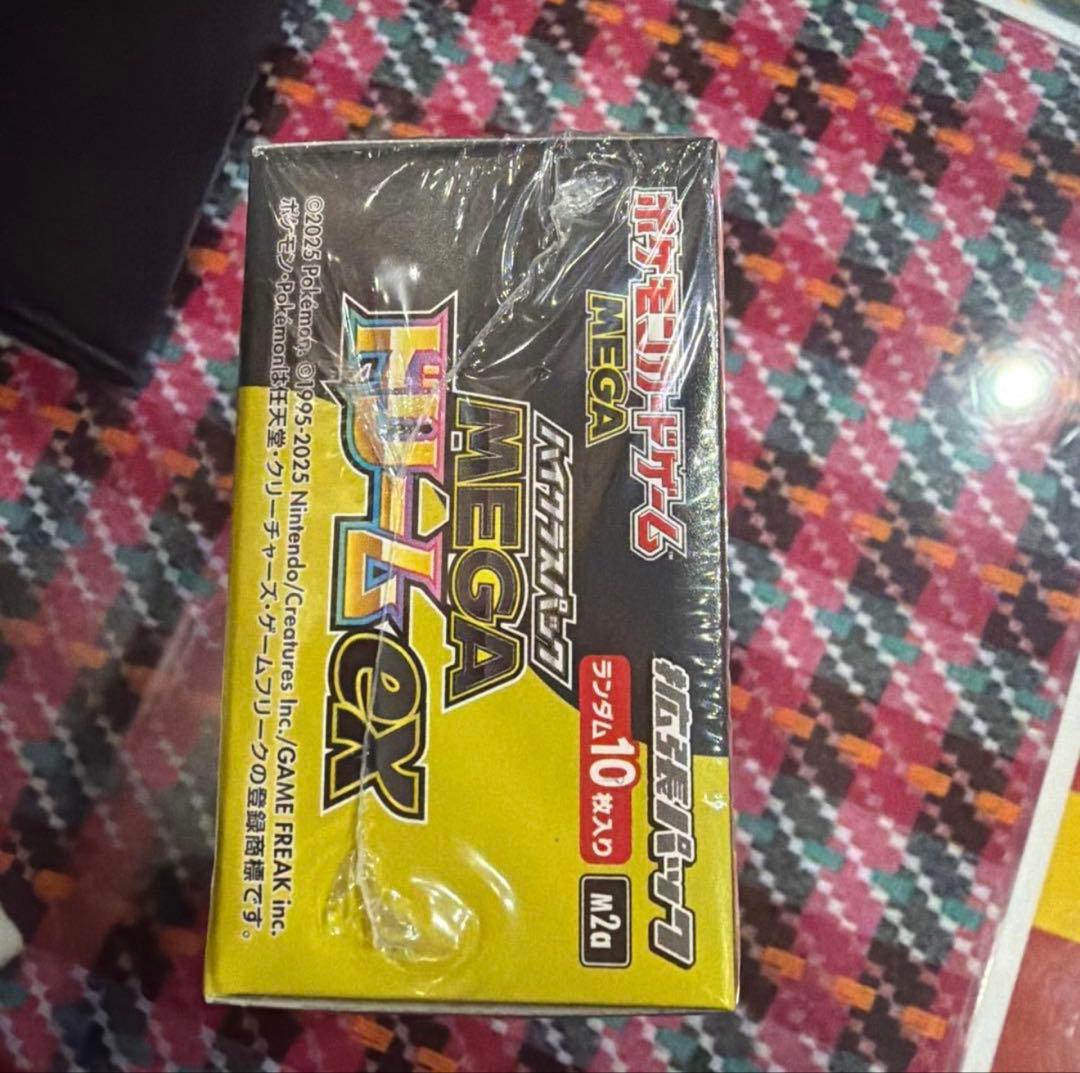 ポケモンカードゲーム
MEGA
拡張パック
ハイクラスパック
MEGA
ドリームex
ランダム10枚入り
M2a
©2025 Pokémon. ©1995-2025 Nintendo/Creatures Inc./GAME FREAK inc.
ポケモン・Pokémonは任天堂・クリーチャーズ・ゲームフリークの登録商標です。